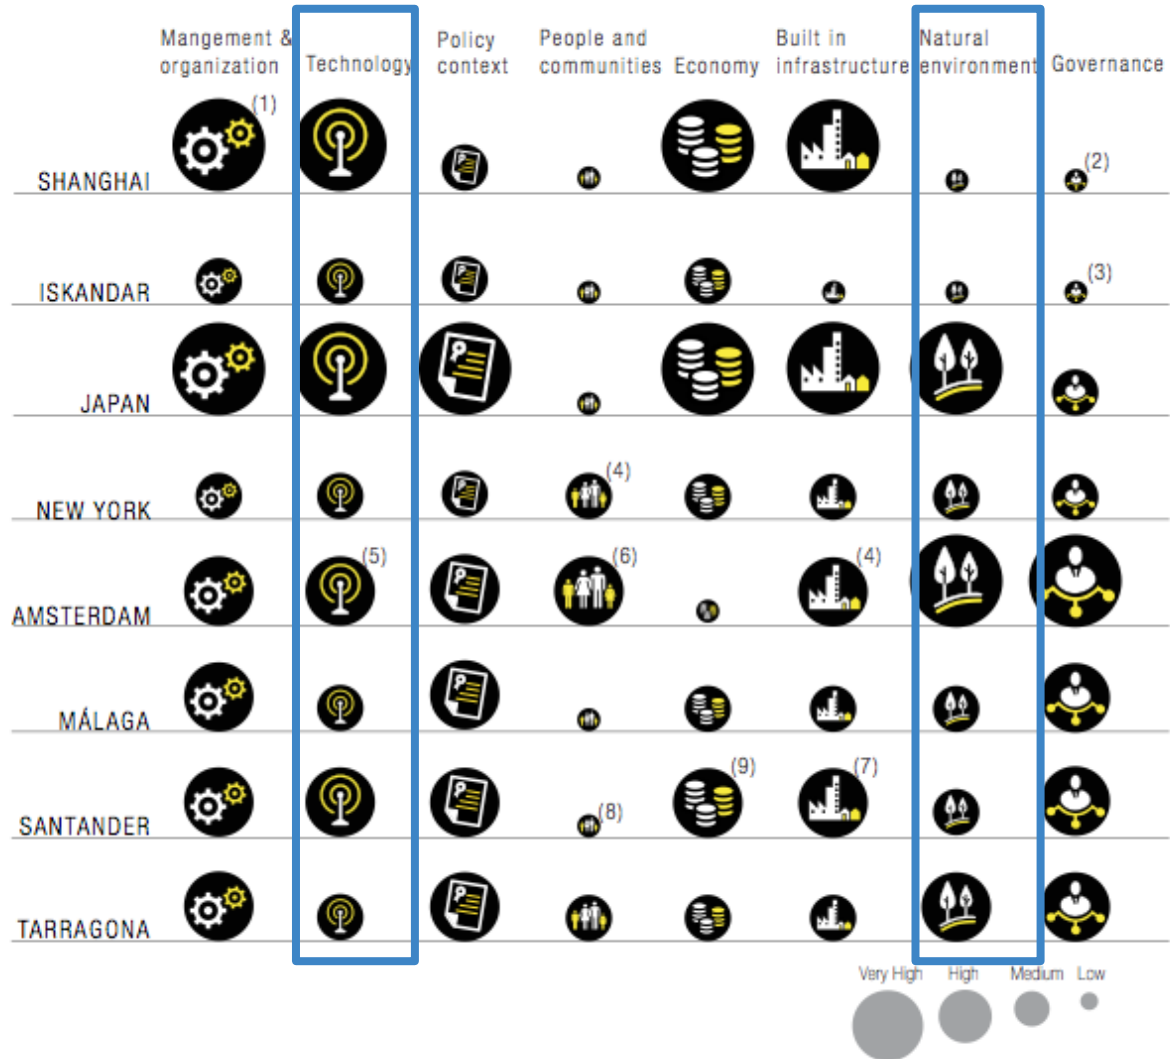 Mangement & organization Technology Policy context People and communities Economy Built in infrastructure Natural environment Governance
SHANGHAI (1) (2)
ISKANDAR (3)
JAPAN
NEW YORK (4)
AMSTERDAM (5) (6) (4)
MÁLAGA
SANTANDER (8) (9) (7)
TARRAGONA
Very High High Medium Low